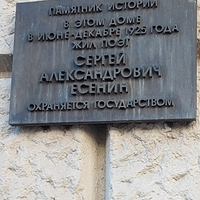 ПАМЯТНИК ИСТОРИИ
В ЭТОМ ДОМЕ
В ИЮНЕ-ДЕКАБРЕ 1925 ГОДА
ЖИЛ ПОЭТ
СЕРГЕЙ
АЛЕКСАНДРОВИЧ
ЕСЕНИН
ОХРАНЯЕТСЯ ГОСУДАРСТВОМ